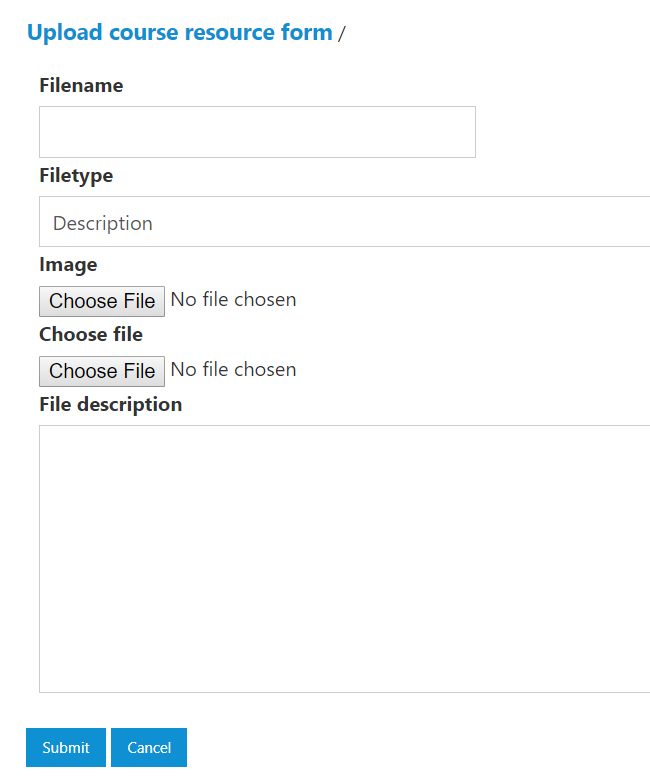 Upload course resource form /
Filename
Filetype
Description
Image
Choose File No file chosen
Choose file
Choose File No file chosen
File description
Submit Cancel